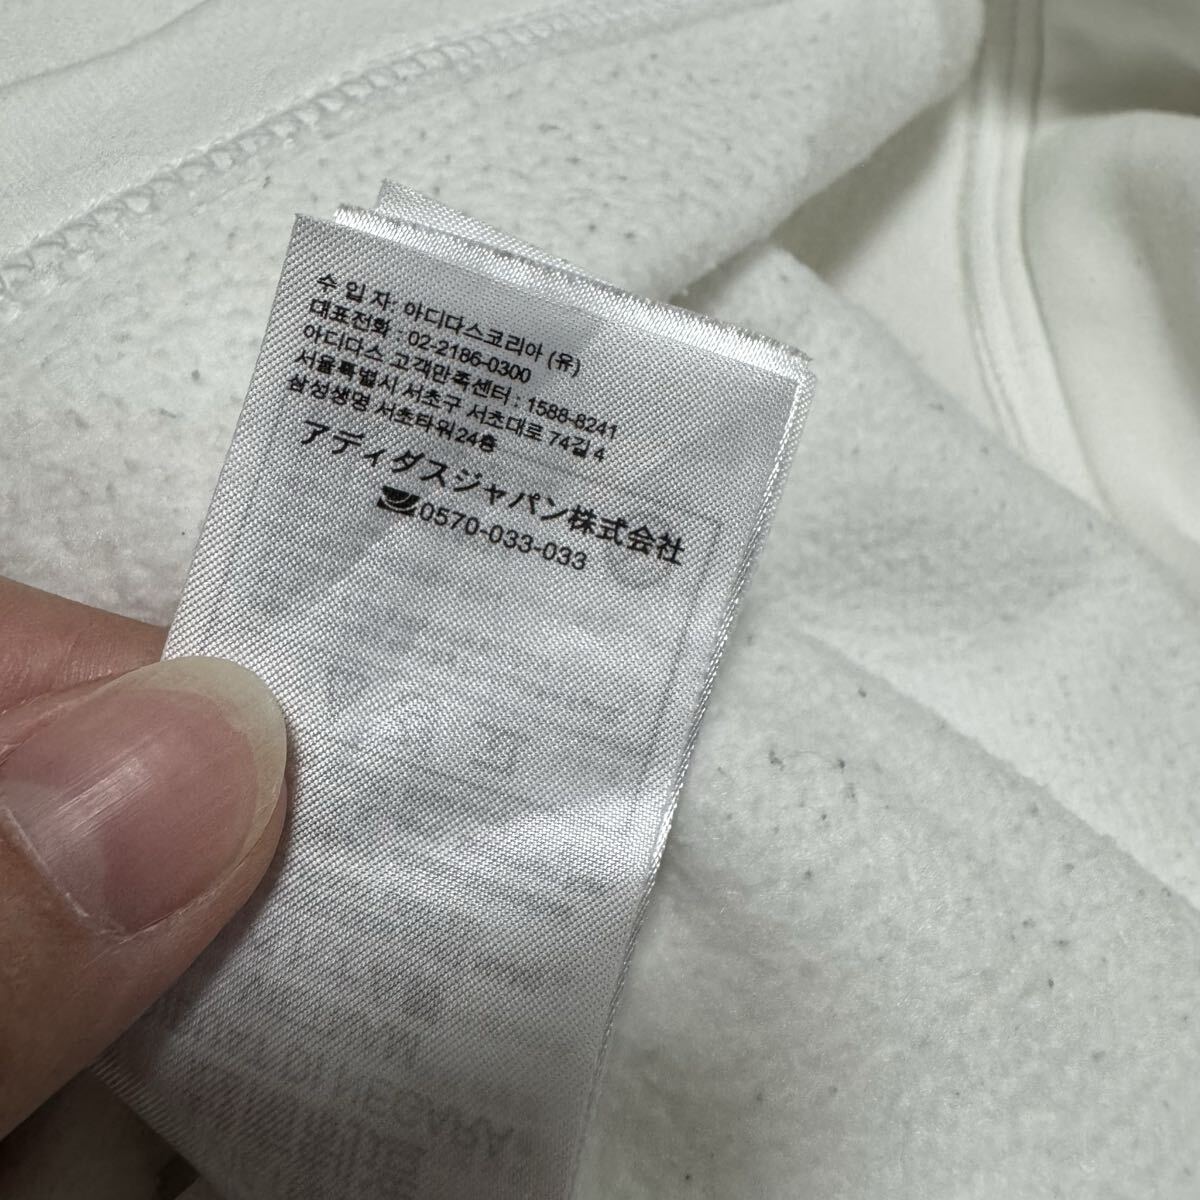 수 입 자: 아디다스코리아 (유)
대표전화 : 02-2186-0300
아디다스 고객만족센터 : 1588-8241
서울특별시 서초구 서초대로 74길 4
삼성생명 서초타워 24층
アディダスジャパン株式会社
0570-033-033